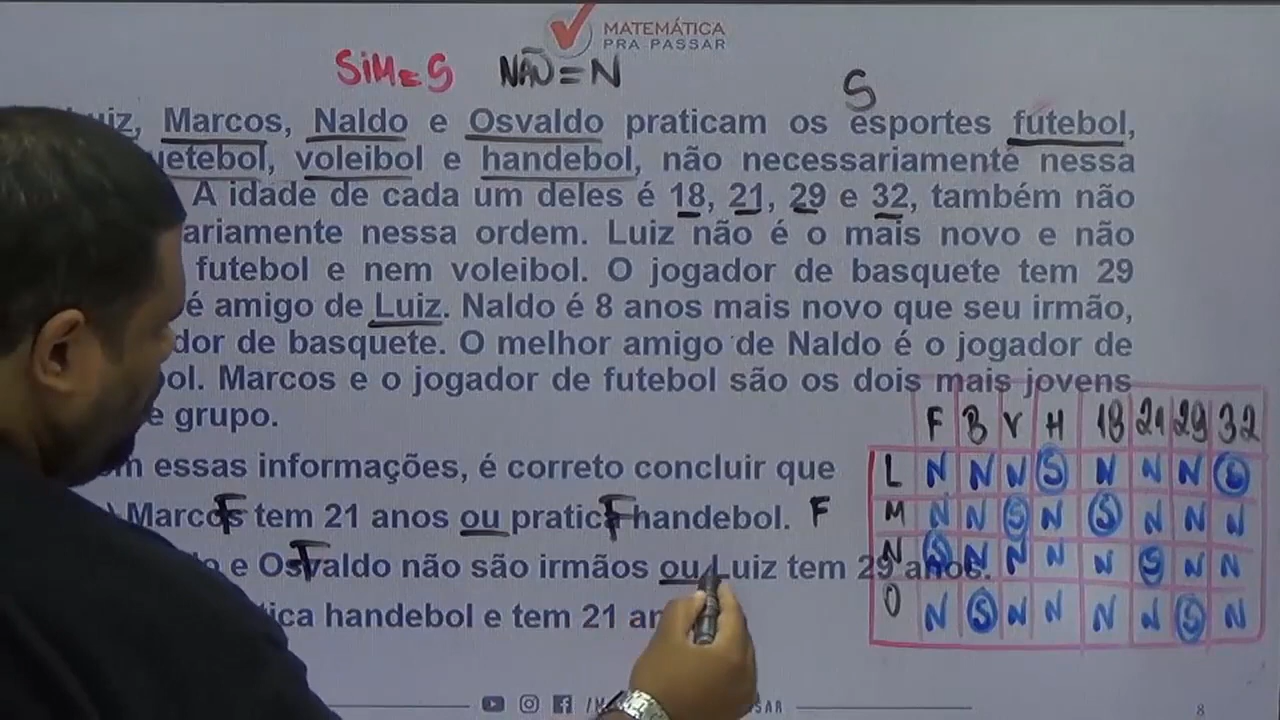 MATEMÁTICA
PRA PASSAR
SIM=S NÃO=N S
uiz, Marcos, Naldo e Osvaldo praticam os esportes futebol,
uetebol, voleibol e handebol, não necessariamente nessa
A idade de cada um deles é 18, 21, 29 e 32, também não
ariamente nessa ordem. Luiz não é o mais novo e não
futebol e nem voleibol. O jogador de basquete tem 29
é amigo de Luiz. Naldo é 8 anos mais novo que seu irmão,
dor de basquete. O melhor amigo de Naldo é o jogador de
ol. Marcos e o jogador de futebol são os dois mais jovens
e grupo.
m essas informações, é correto concluir que
) Marcos tem 21 anos ou pratica handebol. F
F F
o e Osvaldo não são irmãos ou Luiz tem 29 anos.
F
ica handebol e tem 21 an
F B V H 18 21 29 32
L N N N S N N N S
M N N S N S N N N
N S N N N N S N N
O N S N N N N S N
SAR
8